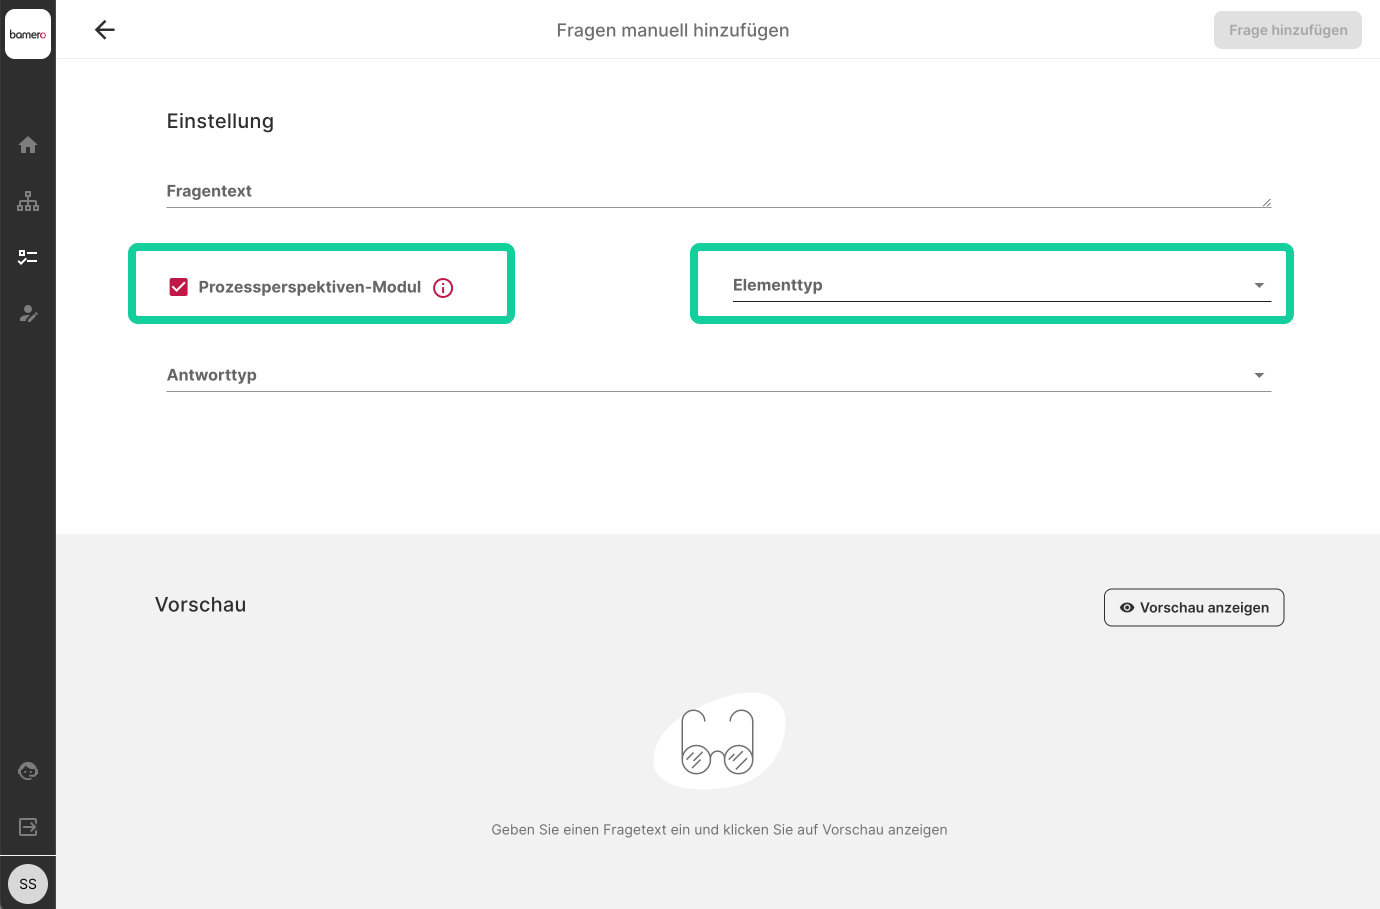 bamero
Fragen manuell hinzufügen
Frage hinzufügen
Einstellung
Fragentext
Prozessperspektiven-Modul
Elementtyp
Antworttyp
Vorschau
Vorschau anzeigen
Geben Sie einen Fragetext ein und klicken Sie auf Vorschau anzeigen
SS